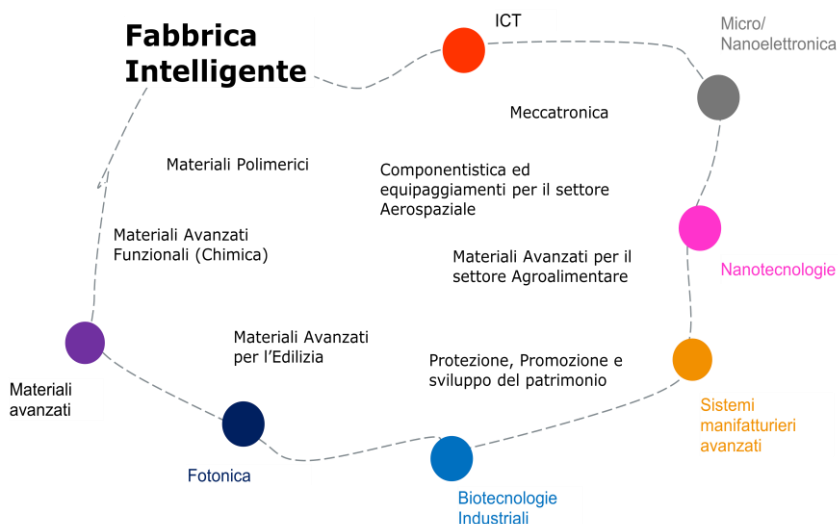 Fabbrica
Intelligente
ICT
Micro/
Nanoelettronica
Meccatronica
Materiali Polimerici
Componentistica ed
equipaggiamenti per il settore
Aerospaziale
Materiali Avanzati
Funzionali (Chimica)
Materiali Avanzati per il
settore Agroalimentare
Nanotecnologie
Materiali Avanzati
per l'Edilizia
Protezione, Promozione e
sviluppo del patrimonio
Materiali
avanzati
Sistemi
manifatturieri
avanzati
Fotonica
Biotecnologie
Industriali